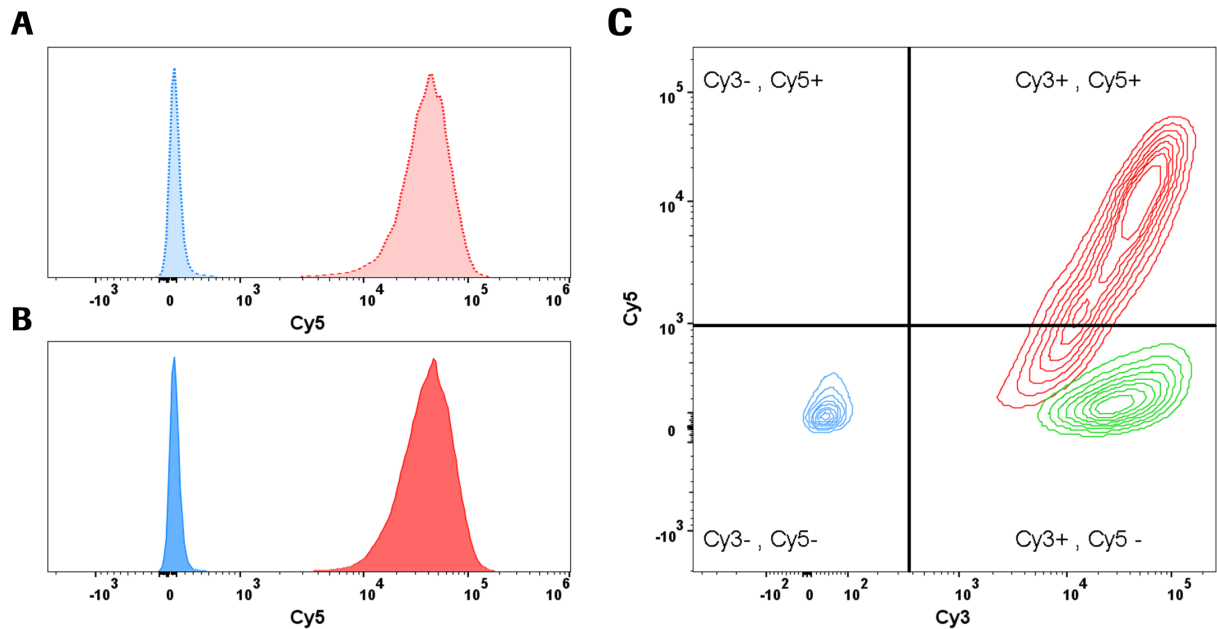 A
-10³ 0 10³ 10⁴ 10⁵ 10⁶
Cy5
B
-10³ 0 10³ 10⁴ 10⁵ 10⁶
Cy5
C
Cy3- , Cy5+ Cy3+ , Cy5+
10⁵
10⁴
10³
0
-10³
Cy5
Cy3- , Cy5- Cy3+ , Cy5 -
-10² 0 10² 10³ 10⁴ 10⁵
Cy3